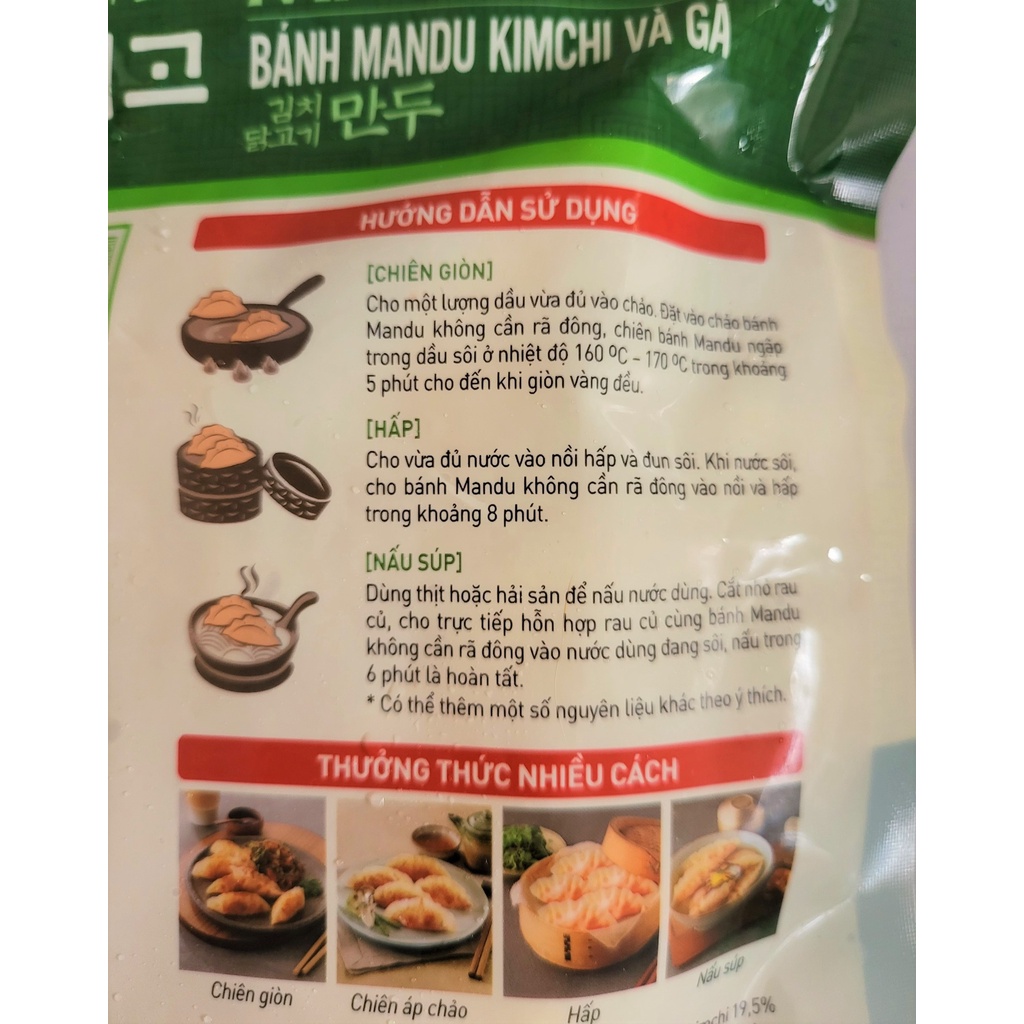 BÁNH MANDU KIMCHI VÀ GÀ
김치
닭고기 만두
HƯỚNG DẪN SỬ DỤNG
[CHIÊN GIÒN]
Cho một lượng dầu vừa đủ vào chảo. Đặt vào chảo bánh
Mandu không cần rã đông, chiên bánh Mandu ngập
trong dầu sôi ở nhiệt độ 160 ºC – 170 ºC trong khoảng
5 phút cho đến khi giòn vàng đều.
[HẤP]
Cho vừa đủ nước vào nồi hấp và đun sôi. Khi nước sôi,
cho bánh Mandu không cần rã đông vào nồi và hấp
trong khoảng 8 phút.
[NẤU SÚP]
Dùng thịt hoặc hải sản để nấu nước dùng. Cắt nhỏ rau
củ, cho trực tiếp hỗn hợp rau củ cùng bánh Mandu
không cần rã đông vào nước dùng đang sôi, nấu trong
6 phút là hoàn tất.
* Có thể thêm một số nguyên liệu khác theo ý thích.
THƯỞNG THỨC NHIỀU CÁCH
Chiên giòn
Chiên áp chảo
Hấp
Nấu súp
19,5%